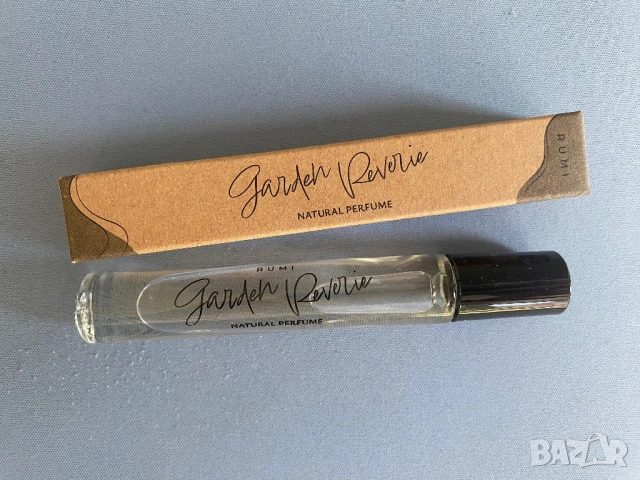 Garden Reverie
NATURAL PERFUME
RUMI
RUMI
Garden Reverie
NATURAL PERFUME
BAZAR